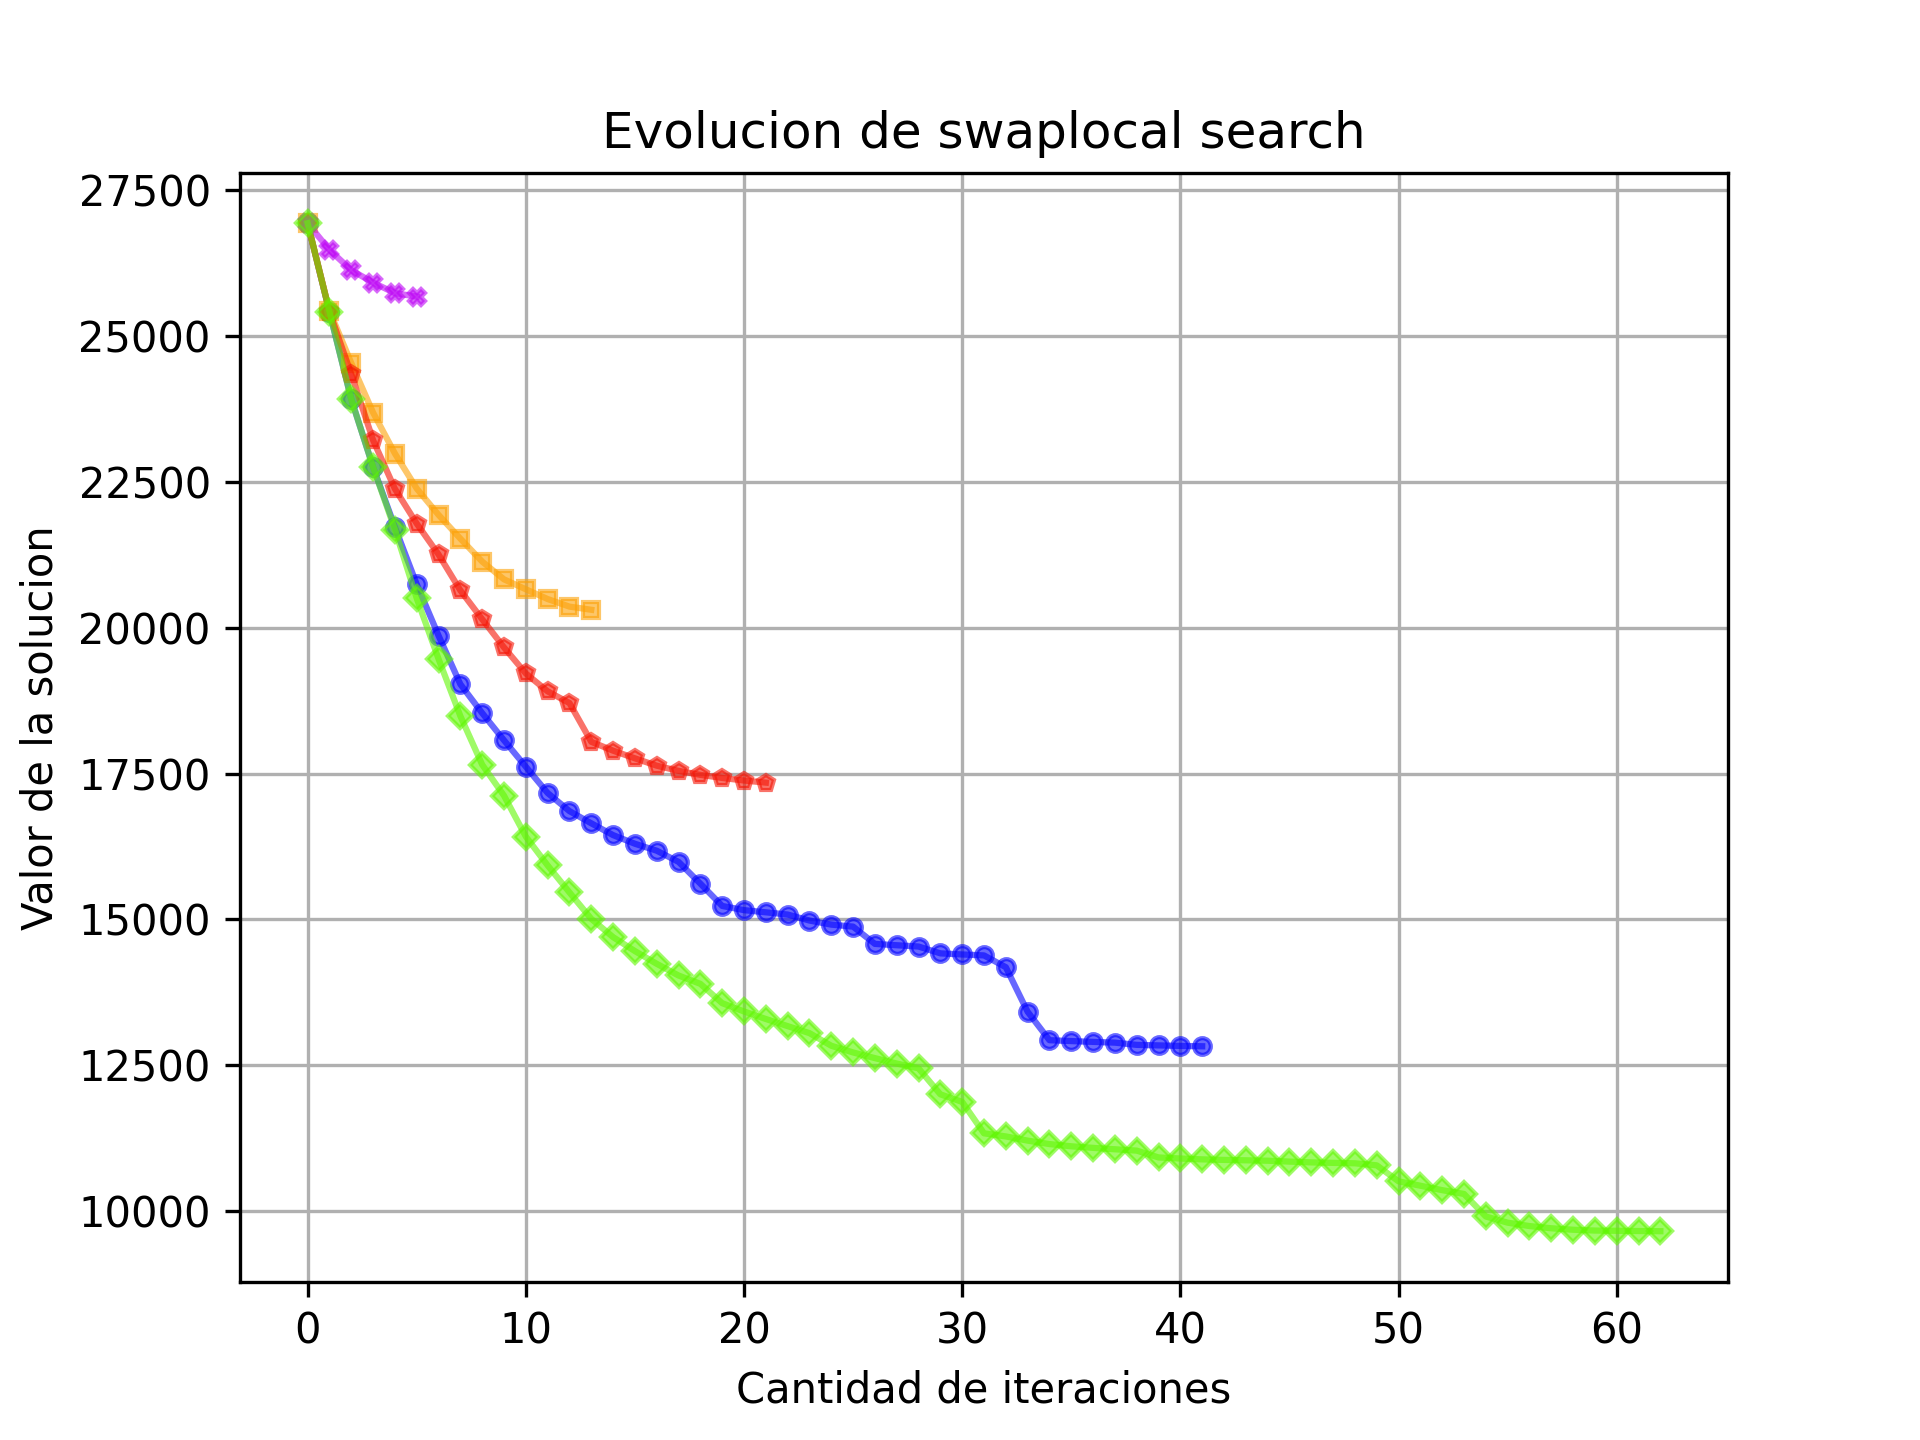 Evolucion de swaplocal search
Valor de la solucion
27500
25000
22500
20000
17500
15000
12500
10000
0 10 20 30 40 50 60
Cantidad de iteraciones